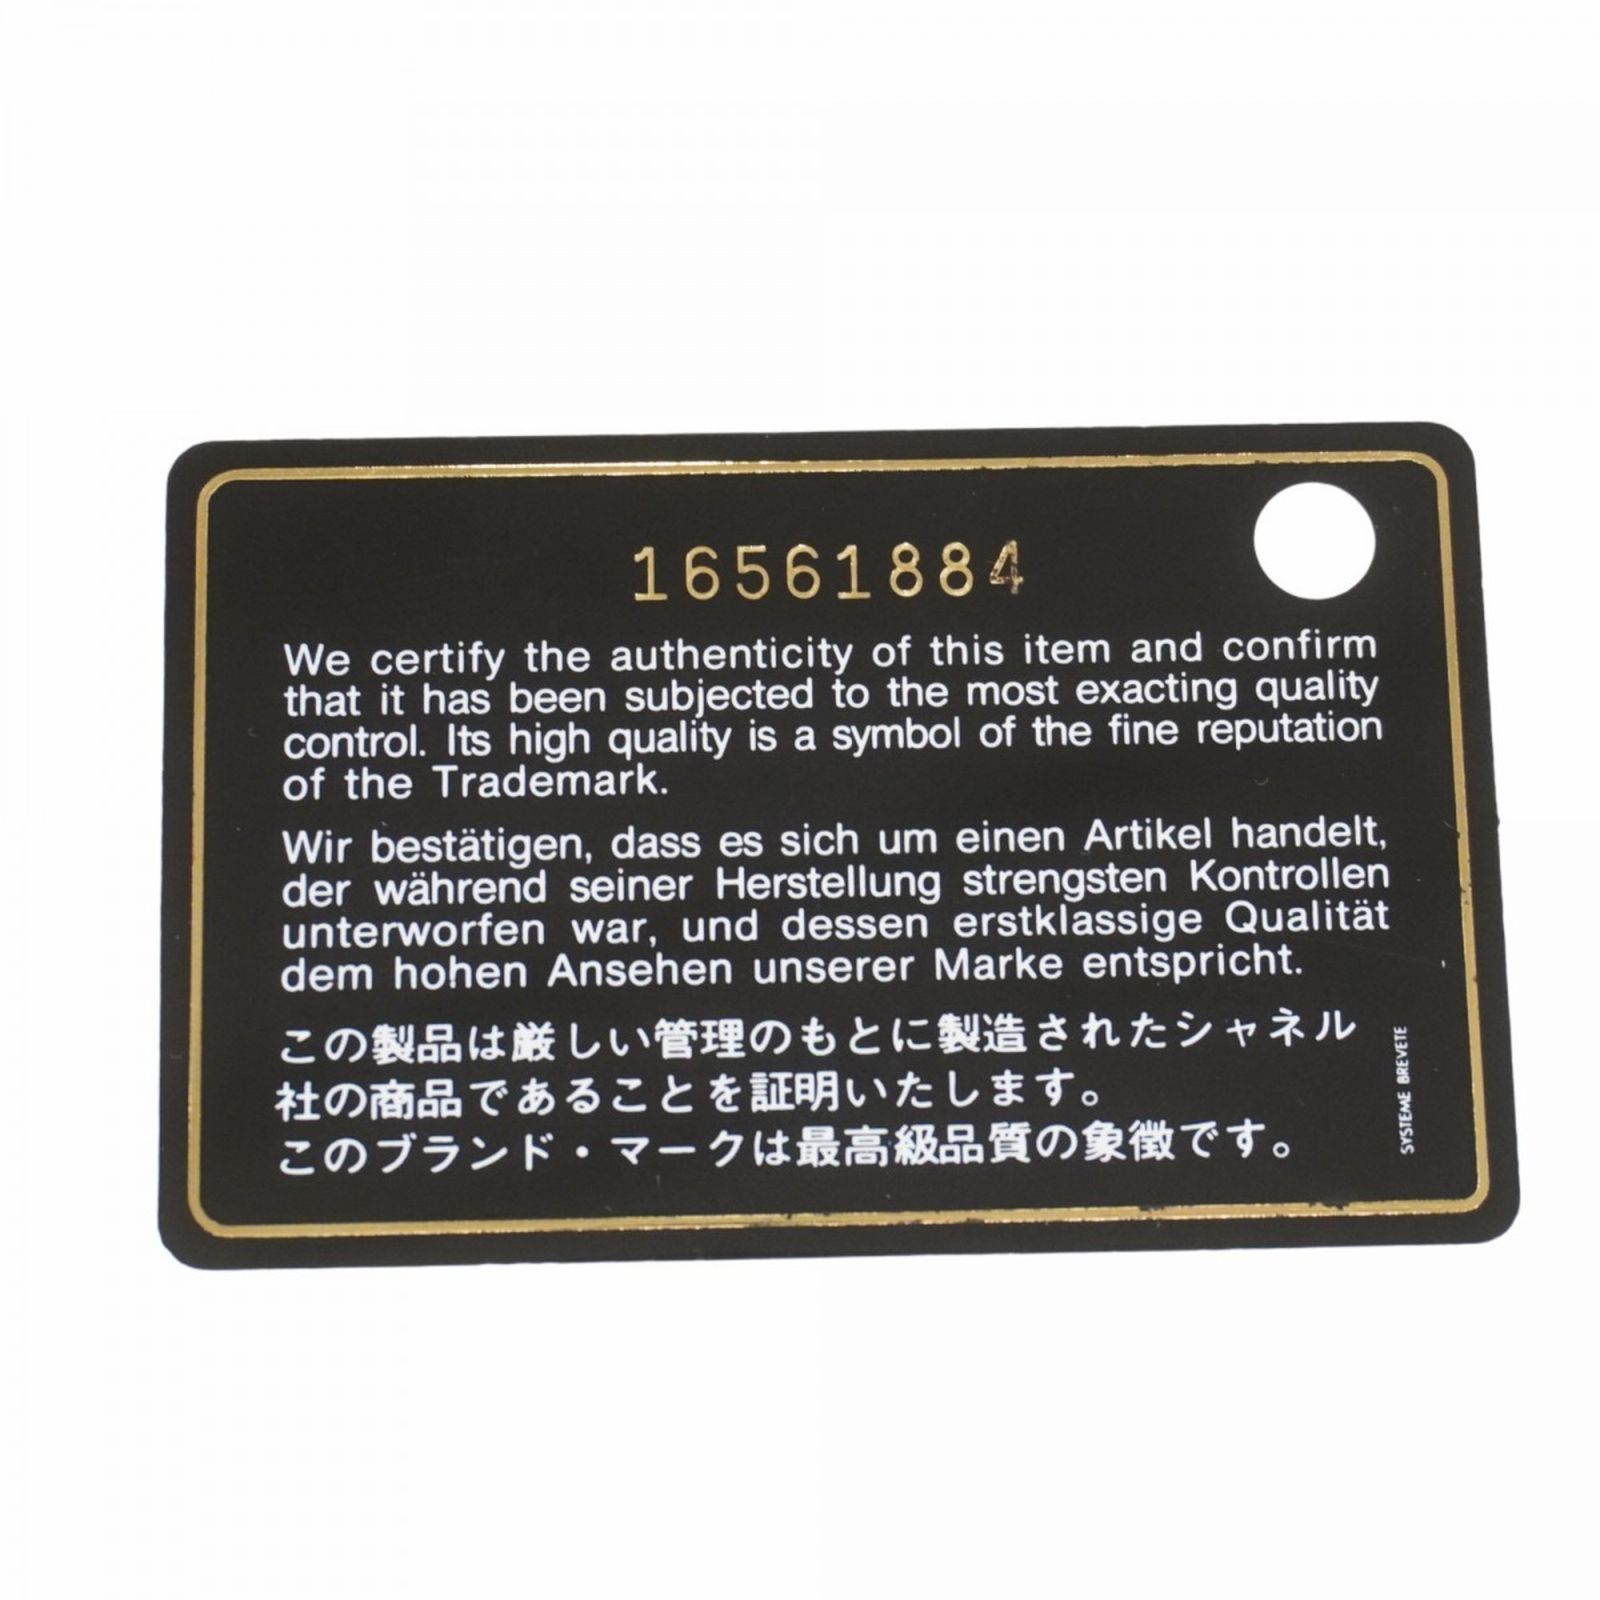 16561884
We certify the authenticity of this item and confirm
that it has been subjected to the most exacting quality
control. Its high quality is a symbol of the fine reputation
of the Trademark.
Wir bestätigen, dass es sich um einen Artikel handelt,
der während seiner Herstellung strengsten Kontrollen
unterworfen war, und dessen erstklassige Qualität
dem hohen Ansehen unserer Marke entspricht.
この製品は厳しい管理のもとに製造されたシャネル
社の商品であることを証明いたします。
このブランド・マークは最高級品質の象徴です。
SYSTEME BREVETE